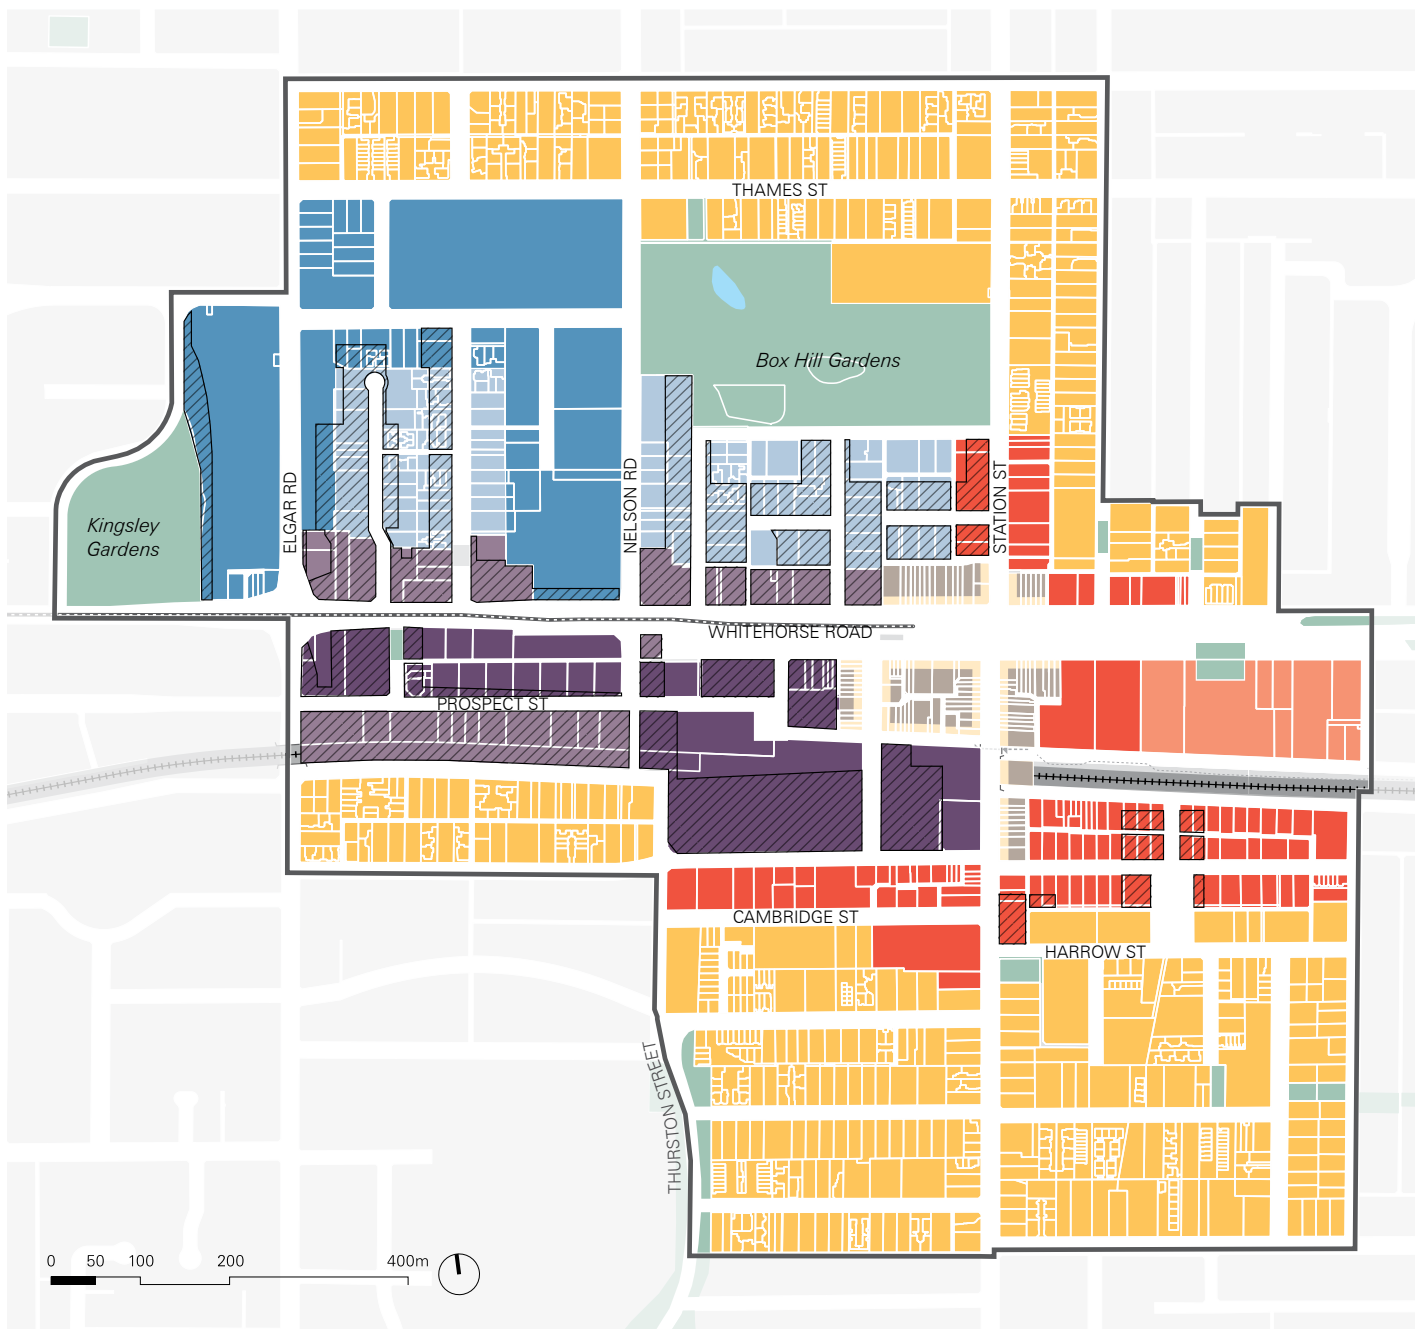 THAMES ST
Box Hill Gardens
ELGAR RD
NELSON RD
STATION ST
Kingsley
Gardens
WHITEHORSE ROAD
PROSPECT ST
CAMBRIDGE ST
HARROW ST
THURSTON STREET
0 50 100 200 400m